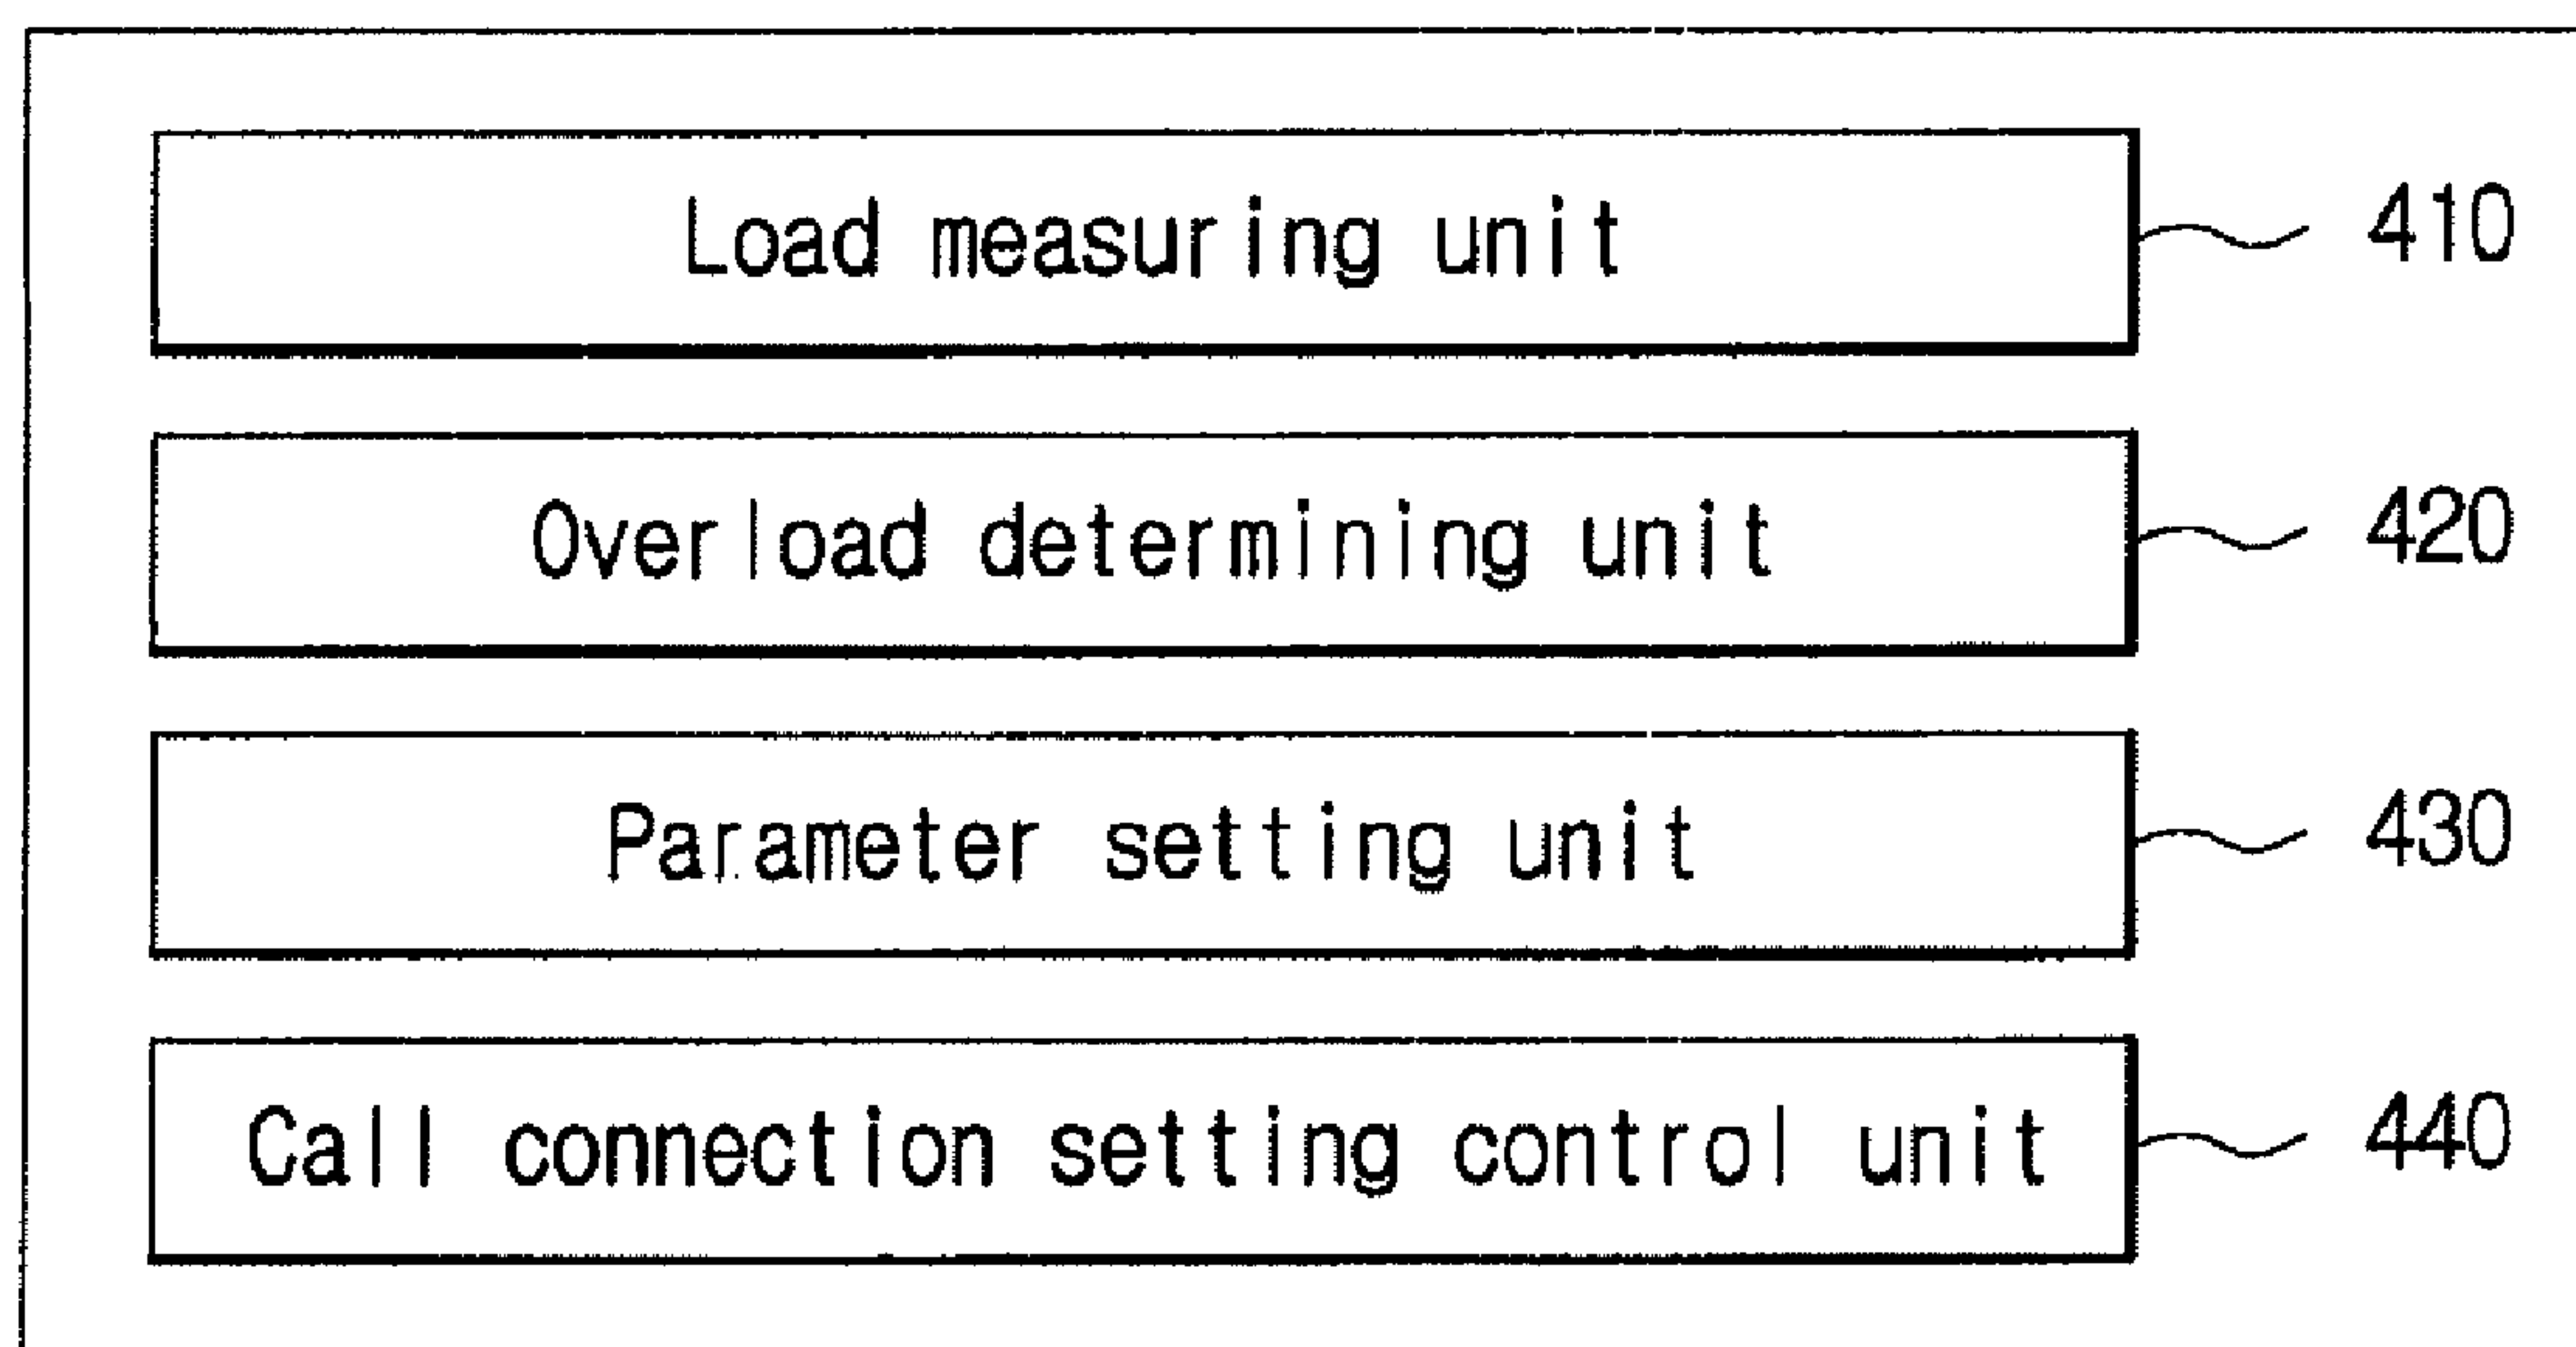 Load measuring unit 410
Overload determining unit 420
Parameter setting unit 430
Call connection setting control unit 440